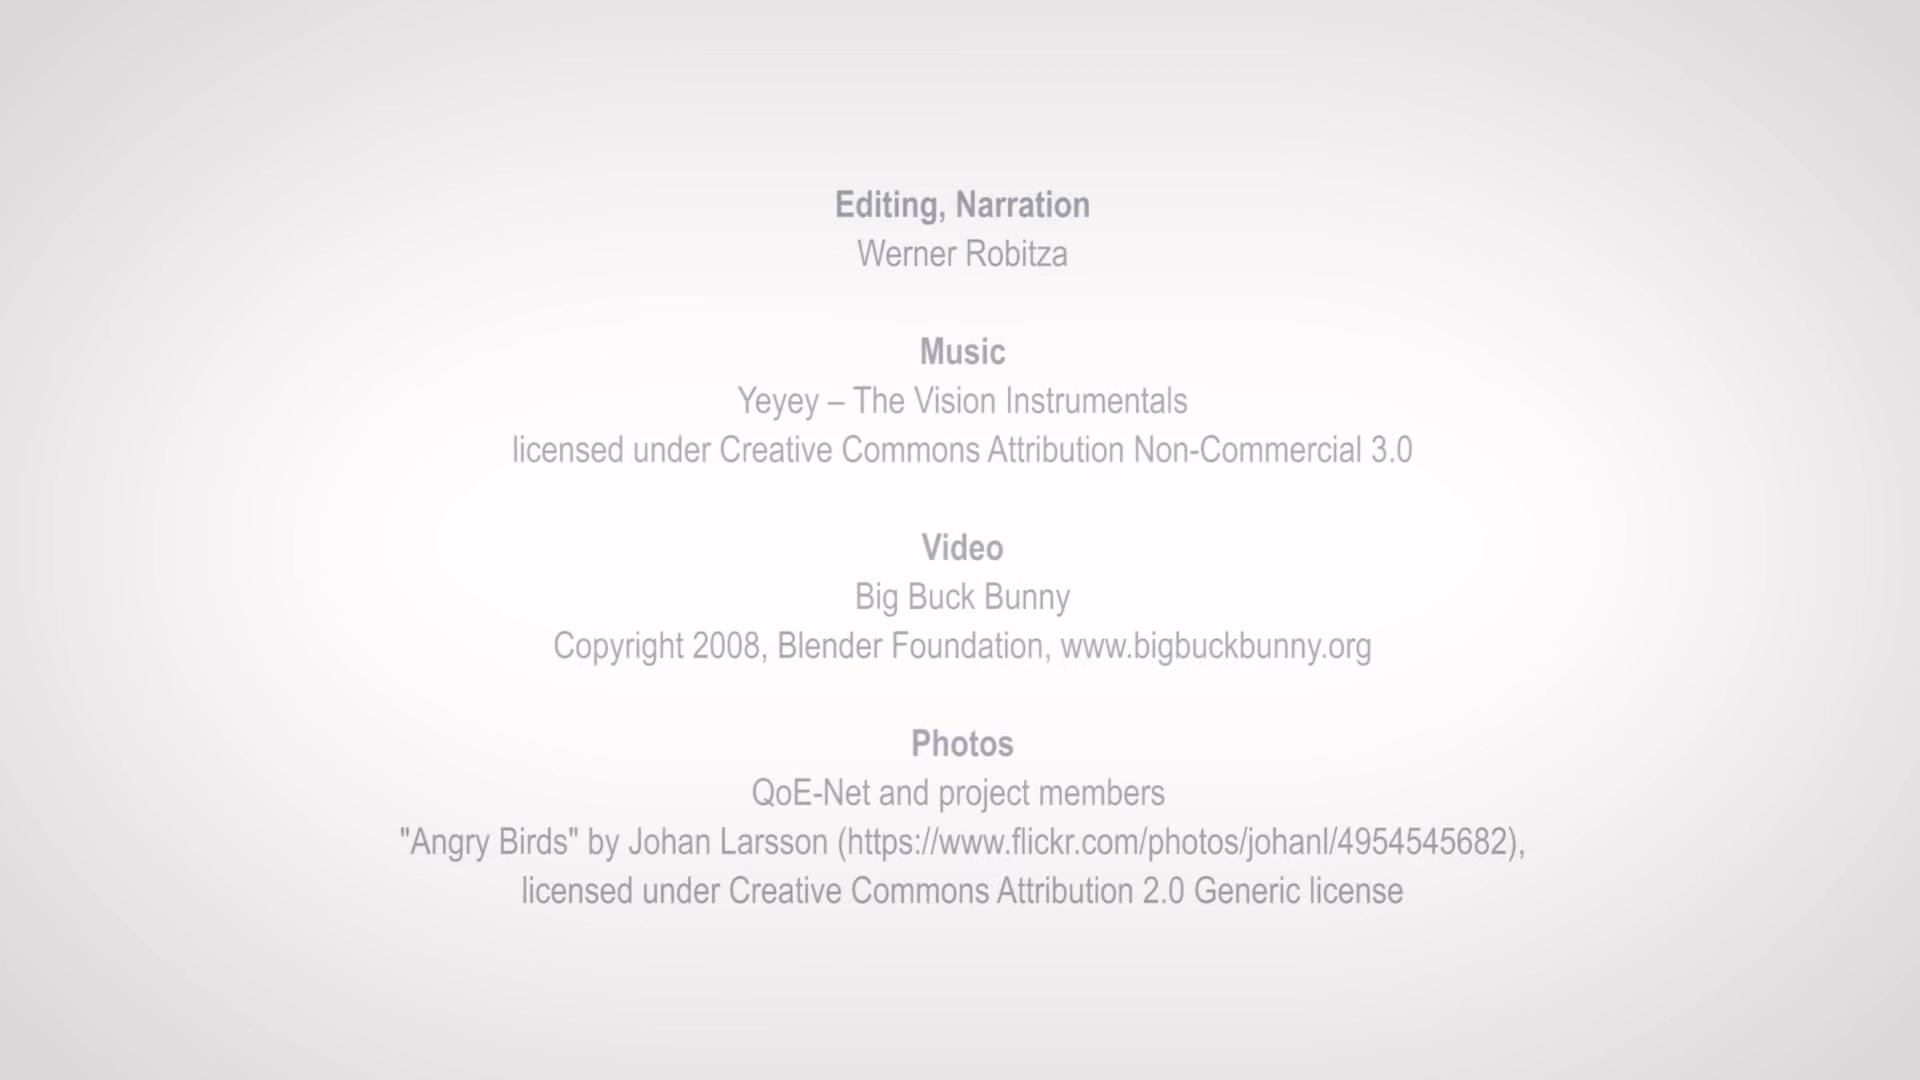 Editing, Narration
Werner Robitza
Music
Yeyey – The Vision Instrumentals
licensed under Creative Commons Attribution Non-Commercial 3.0
Video
Big Buck Bunny
Copyright 2008, Blender Foundation, www.bigbuckbunny.org
Photos
QoE-Net and project members
"Angry Birds" by Johan Larsson (https://www.flickr.com/photos/johanl/4954545682),
licensed under Creative Commons Attribution 2.0 Generic license